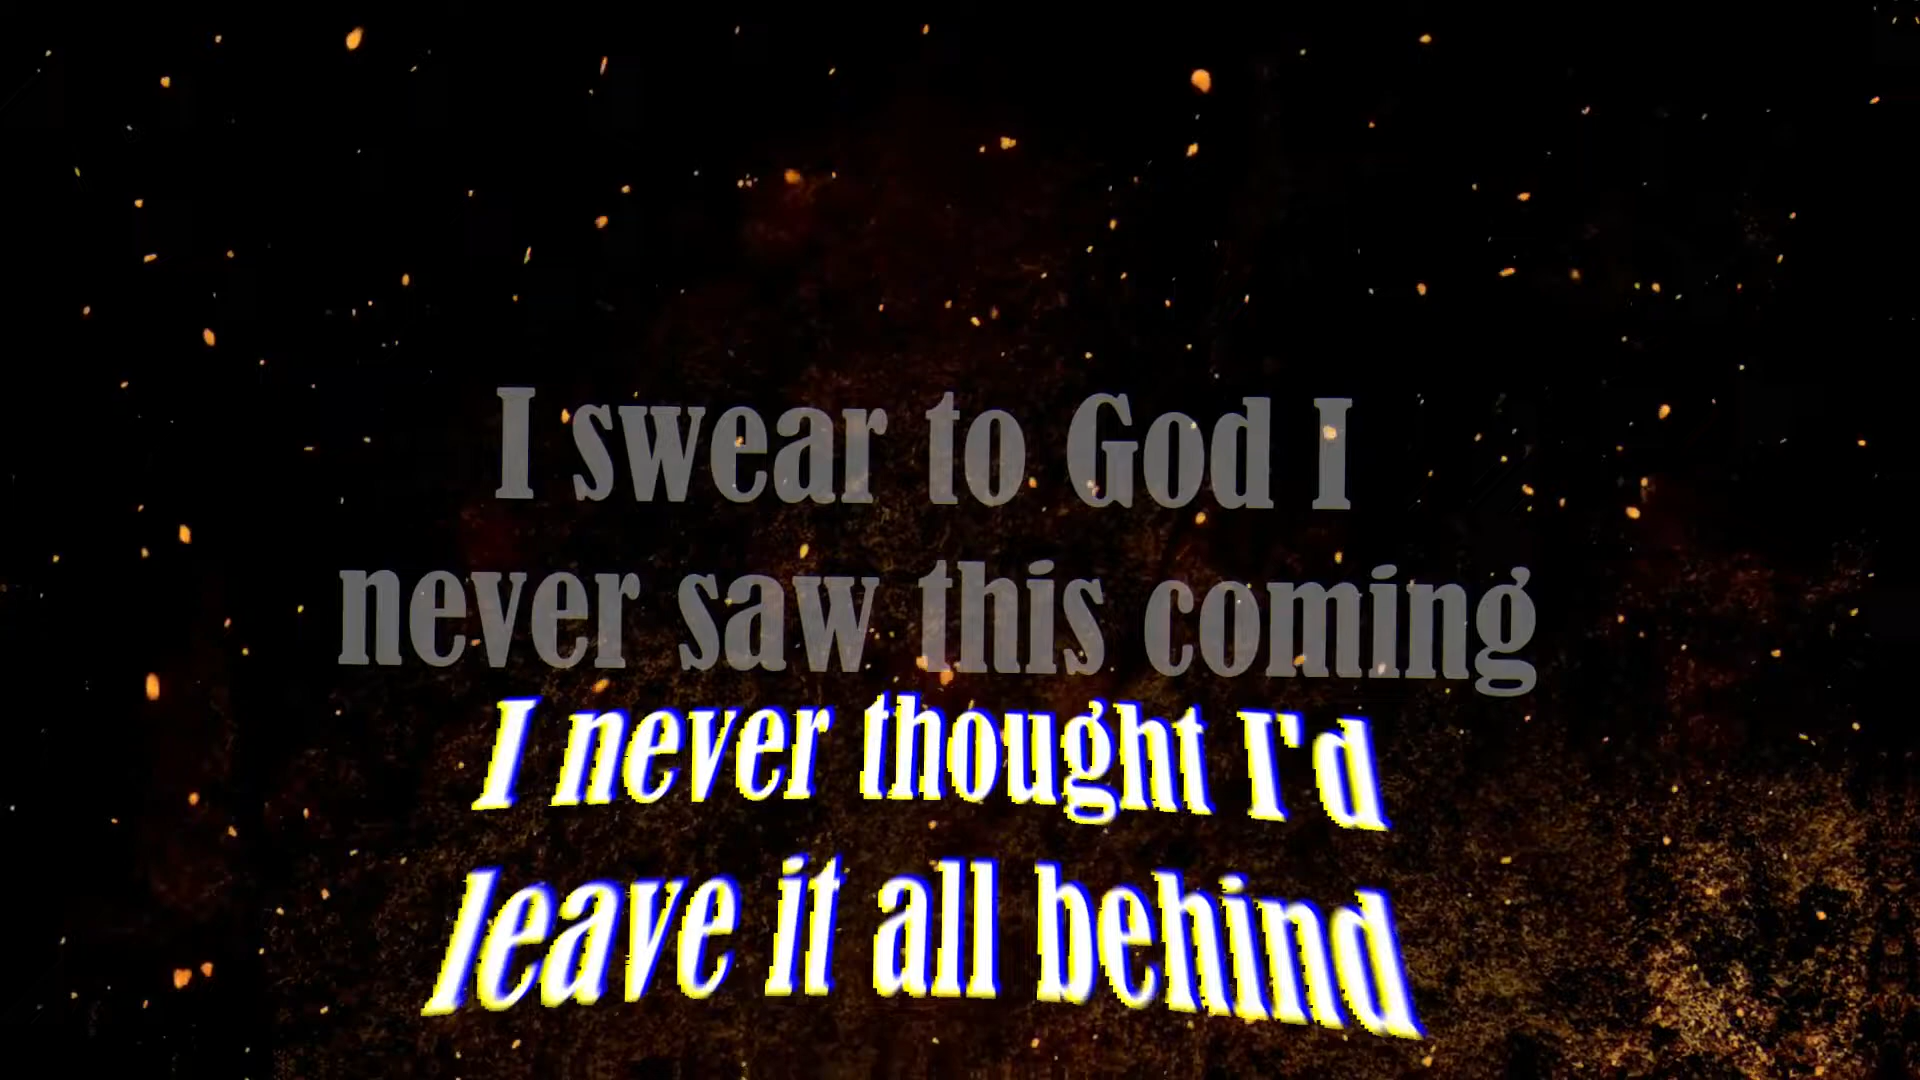 I swear to God I
never saw this coming
I never thought I'd
leave it all behind